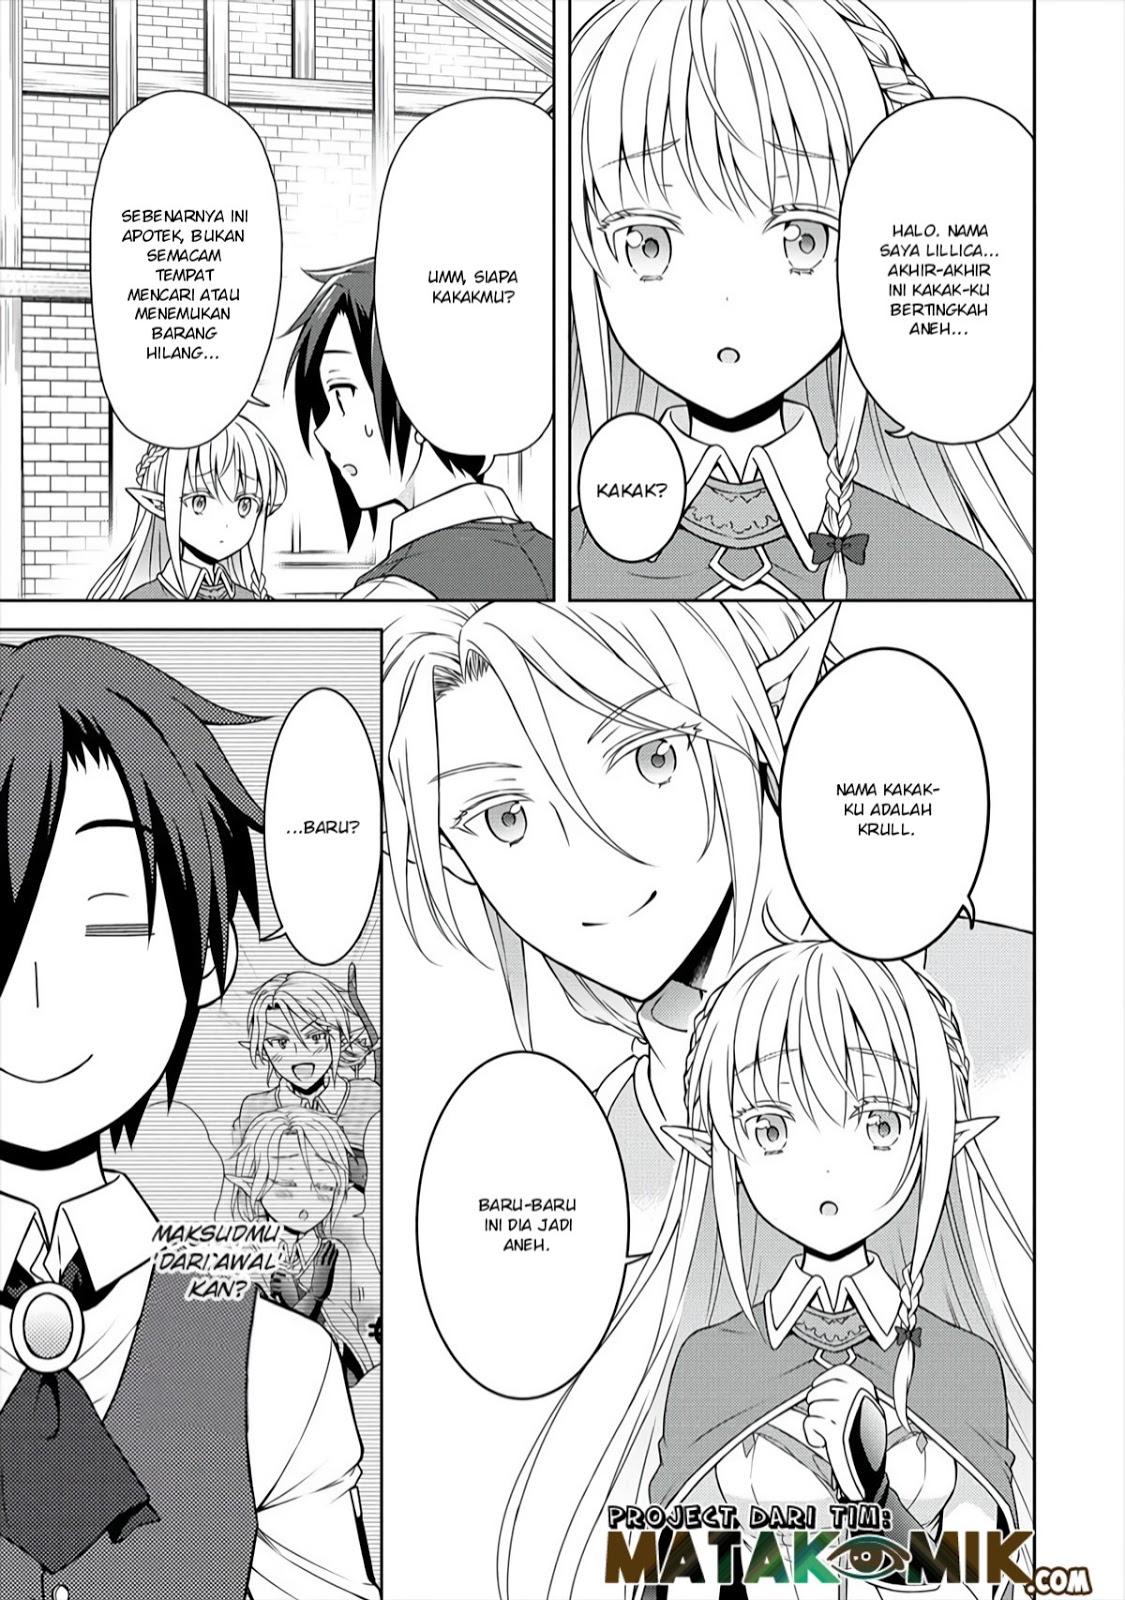 HALO. NAMA
SAYA LILLICA...
AKHIR-AKHIR
INI KAKAK-KU
BERTINGKAH
ANEH...
KAKAK?
UMM, SIAPA
KAKAKMU?
SEBENARNYA INI
APOTEK, BUKAN
SEMACAM
TEMPAT
MENCARI ATAU
MENEMUKAN
BARANG
HILANG...
NAMA KAKAK-
KU ADALAH
KRULL.
BARU-BARU
INI DIA JADI
ANEH.
...BARU?
MAKSUDMU
DARI AWAL
KAN?
PROJECT DARI TIM:
MATAKOMIK
.COM